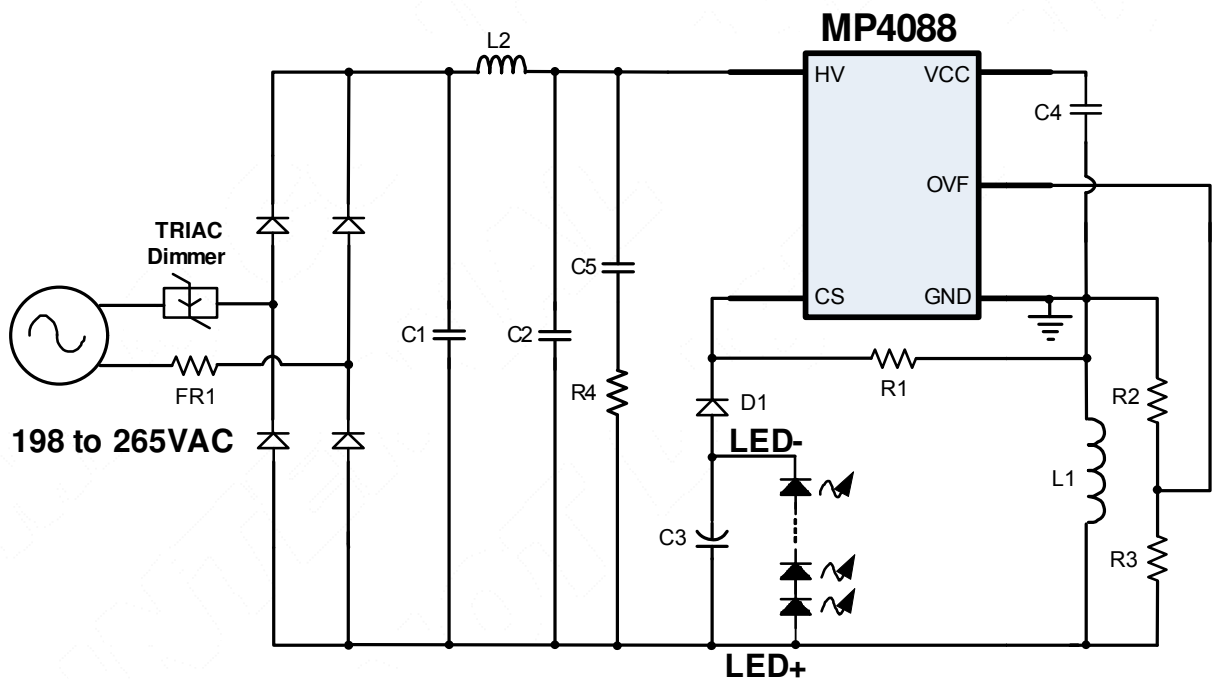 MP4088
L2
HV
VCC
C4
OVF
TRIAC
Dimmer
C5
CS
GND
C1
C2
R1
FR1
R4
D1
R2
198 to 265VAC
LED-
L1
C3
R3
LED+